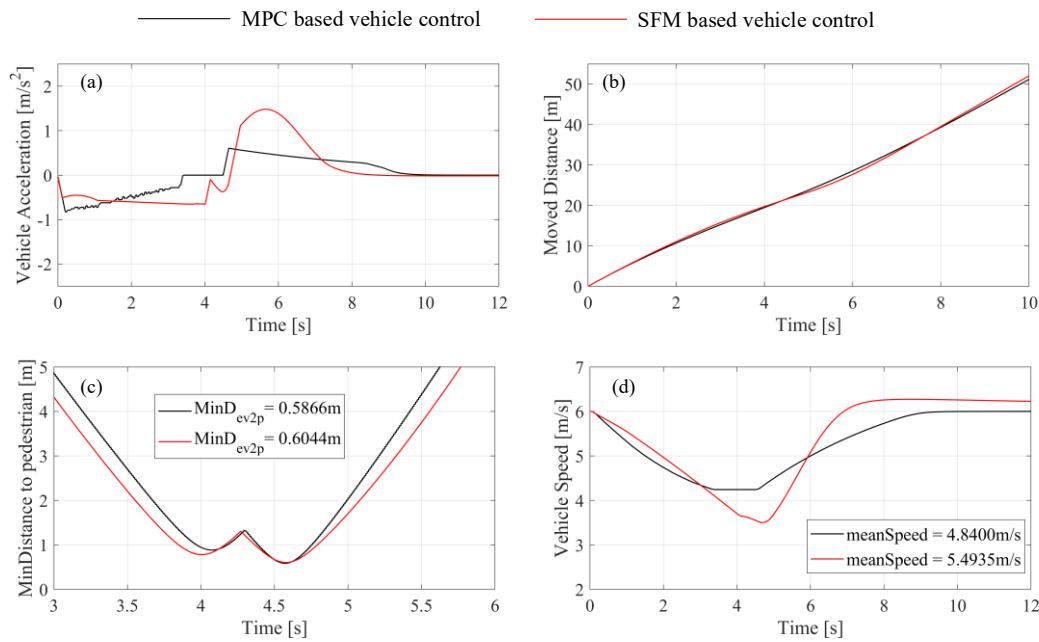 MPC based vehicle control SFM based vehicle control
(a)
Vehicle Acceleration [m/s²]
2
1
0
-1
-2
0 2 4 6 8 10 12
Time [s]
(b)
Moved Distance [m]
50
40
30
20
10
0
0 2 4 6 8 10
Time [s]
(c)
MinDistance to pedestrian [m]
5
4
3
2
1
0
MinD_ev2p = 0.5866m
MinD_ev2p = 0.6044m
3 3.5 4 4.5 5 5.5 6
Time [s]
(d)
Vehicle Speed [m/s]
7
6
5
4
3
2
meanSpeed = 4.8400m/s
meanSpeed = 5.4935m/s
0 2 4 6 8 10 12
Time [s]